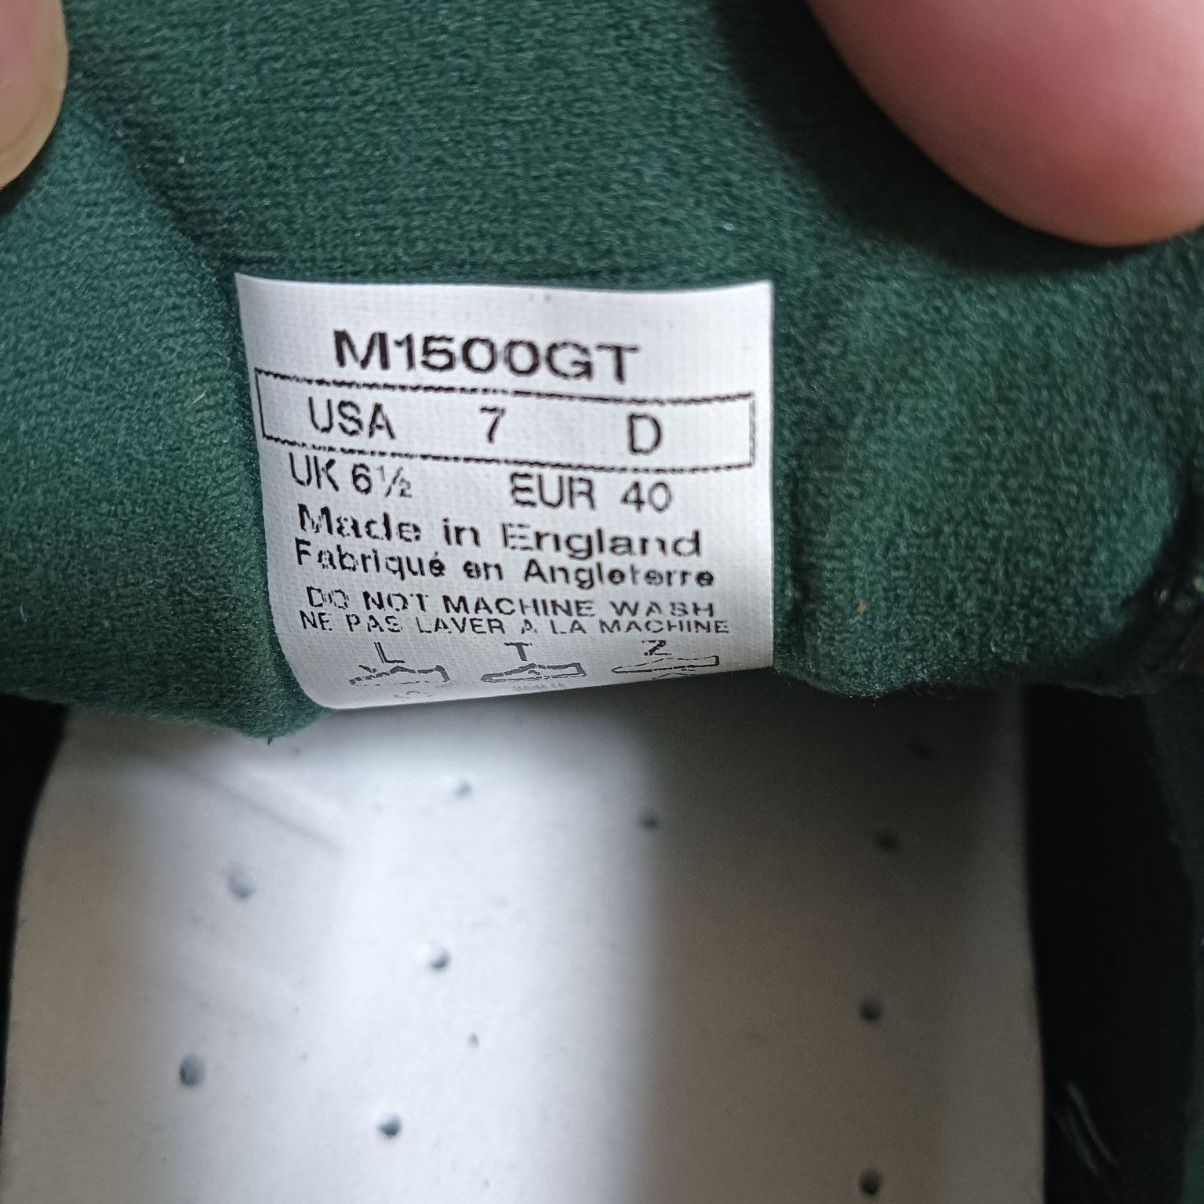 M1500GT
USA 7 D
UK 6½ EUR 40
Made in England
Fabriqué en Angleterre
DO NOT MACHINE WASH
NE PAS LAVER A LA MACHINE
L T Z